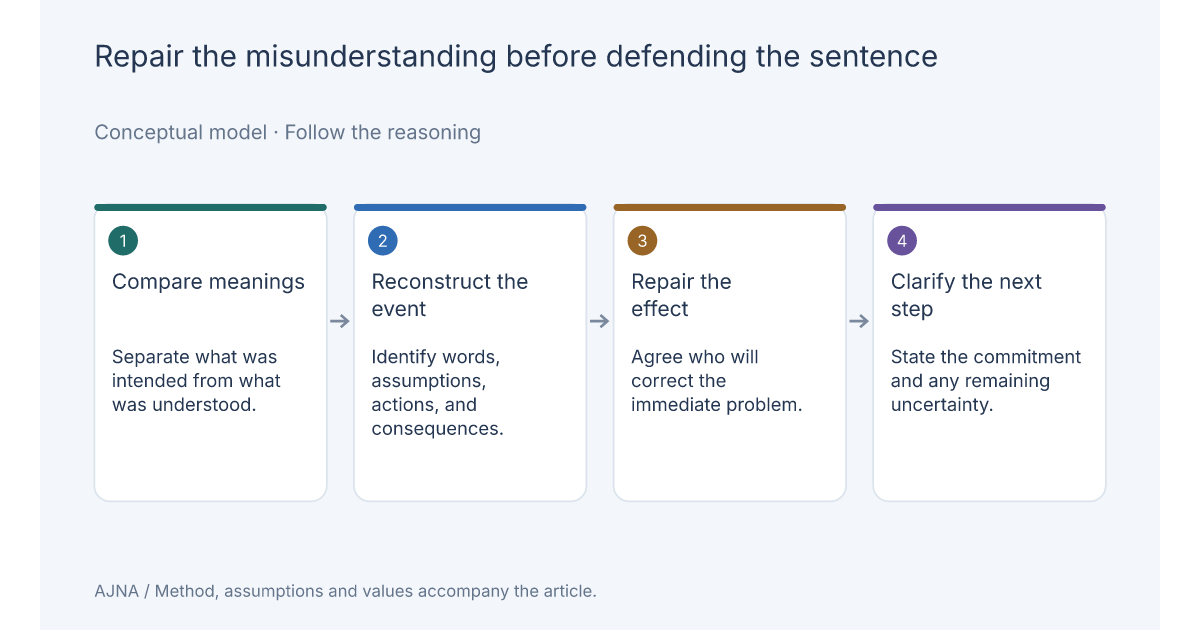 Repair the misunderstanding before defending the sentence
Conceptual model · Follow the reasoning
1
Compare meanings
Separate what was
intended from what
was understood.
2
Reconstruct the
event
Identify words,
assumptions,
actions, and
consequences.
3
Repair the
effect
Agree who will
correct the
immediate problem.
4
Clarify the next
step
State the commitment
and any remaining
uncertainty.
AJNA / Method, assumptions and values accompany the article.